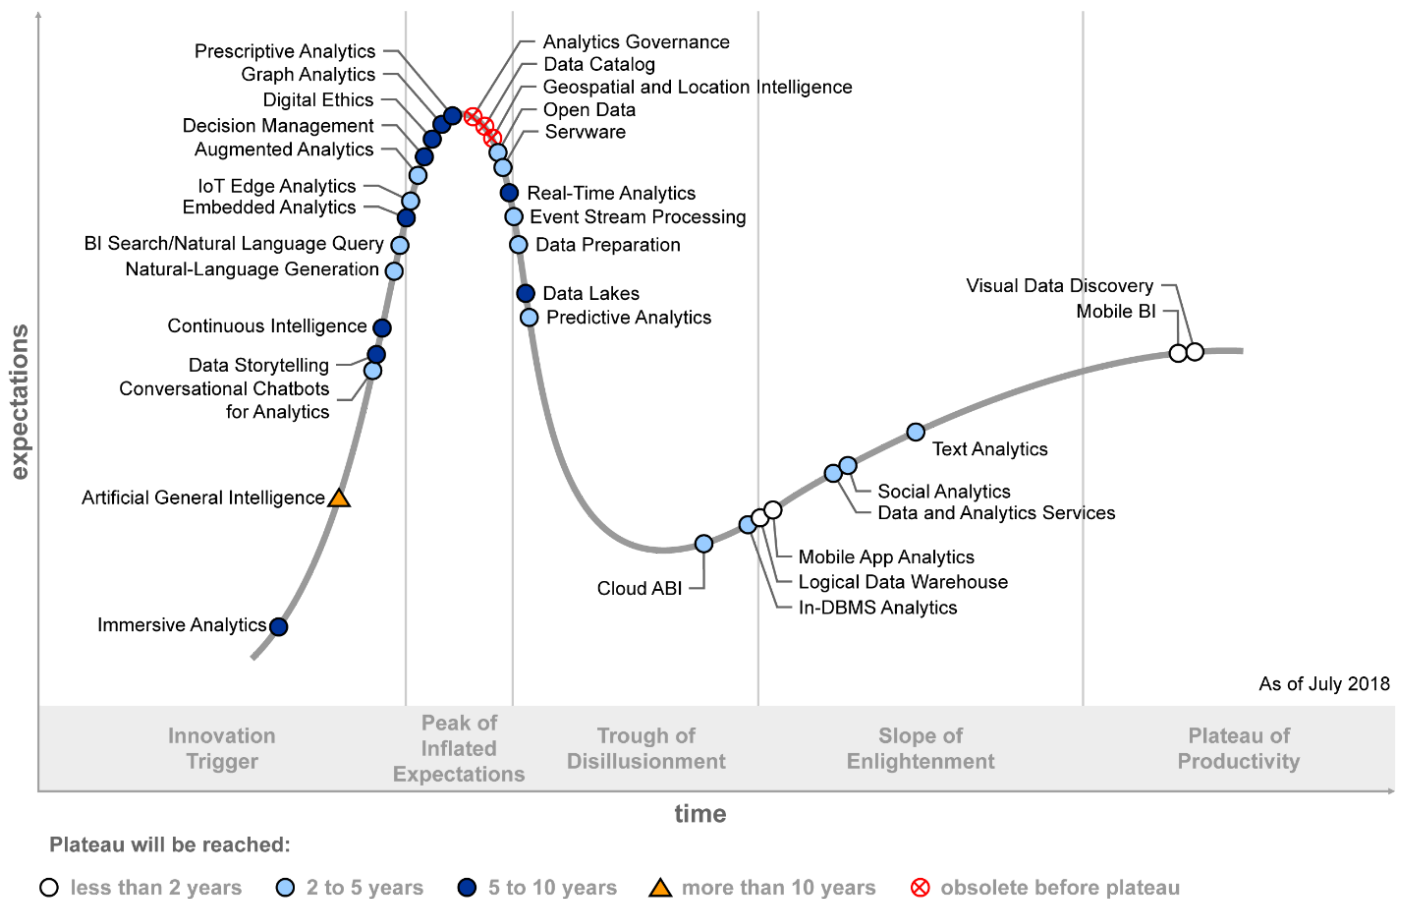 Prescriptive Analytics
Graph Analytics
Digital Ethics
Decision Management
Augmented Analytics
IoT Edge Analytics
Embedded Analytics
BI Search/Natural Language Query
Natural-Language Generation
Continuous Intelligence
Data Storytelling
Conversational Chatbots
for Analytics
Artificial General Intelligence
Immersive Analytics
Analytics Governance
Data Catalog
Geospatial and Location Intelligence
Open Data
Servware
Real-Time Analytics
Event Stream Processing
Data Preparation
Data Lakes
Predictive Analytics
Cloud ABI
Visual Data Discovery
Mobile BI
Text Analytics
Social Analytics
Data and Analytics Services
Mobile App Analytics
Logical Data Warehouse
In-DBMS Analytics
expectations
As of July 2018
Innovation
Trigger
Peak of
Inflated
Expectations
Trough of
Disillusionment
Slope of
Enlightenment
Plateau of
Productivity
time
Plateau will be reached:
less than 2 years
2 to 5 years
5 to 10 years
more than 10 years
obsolete before plateau